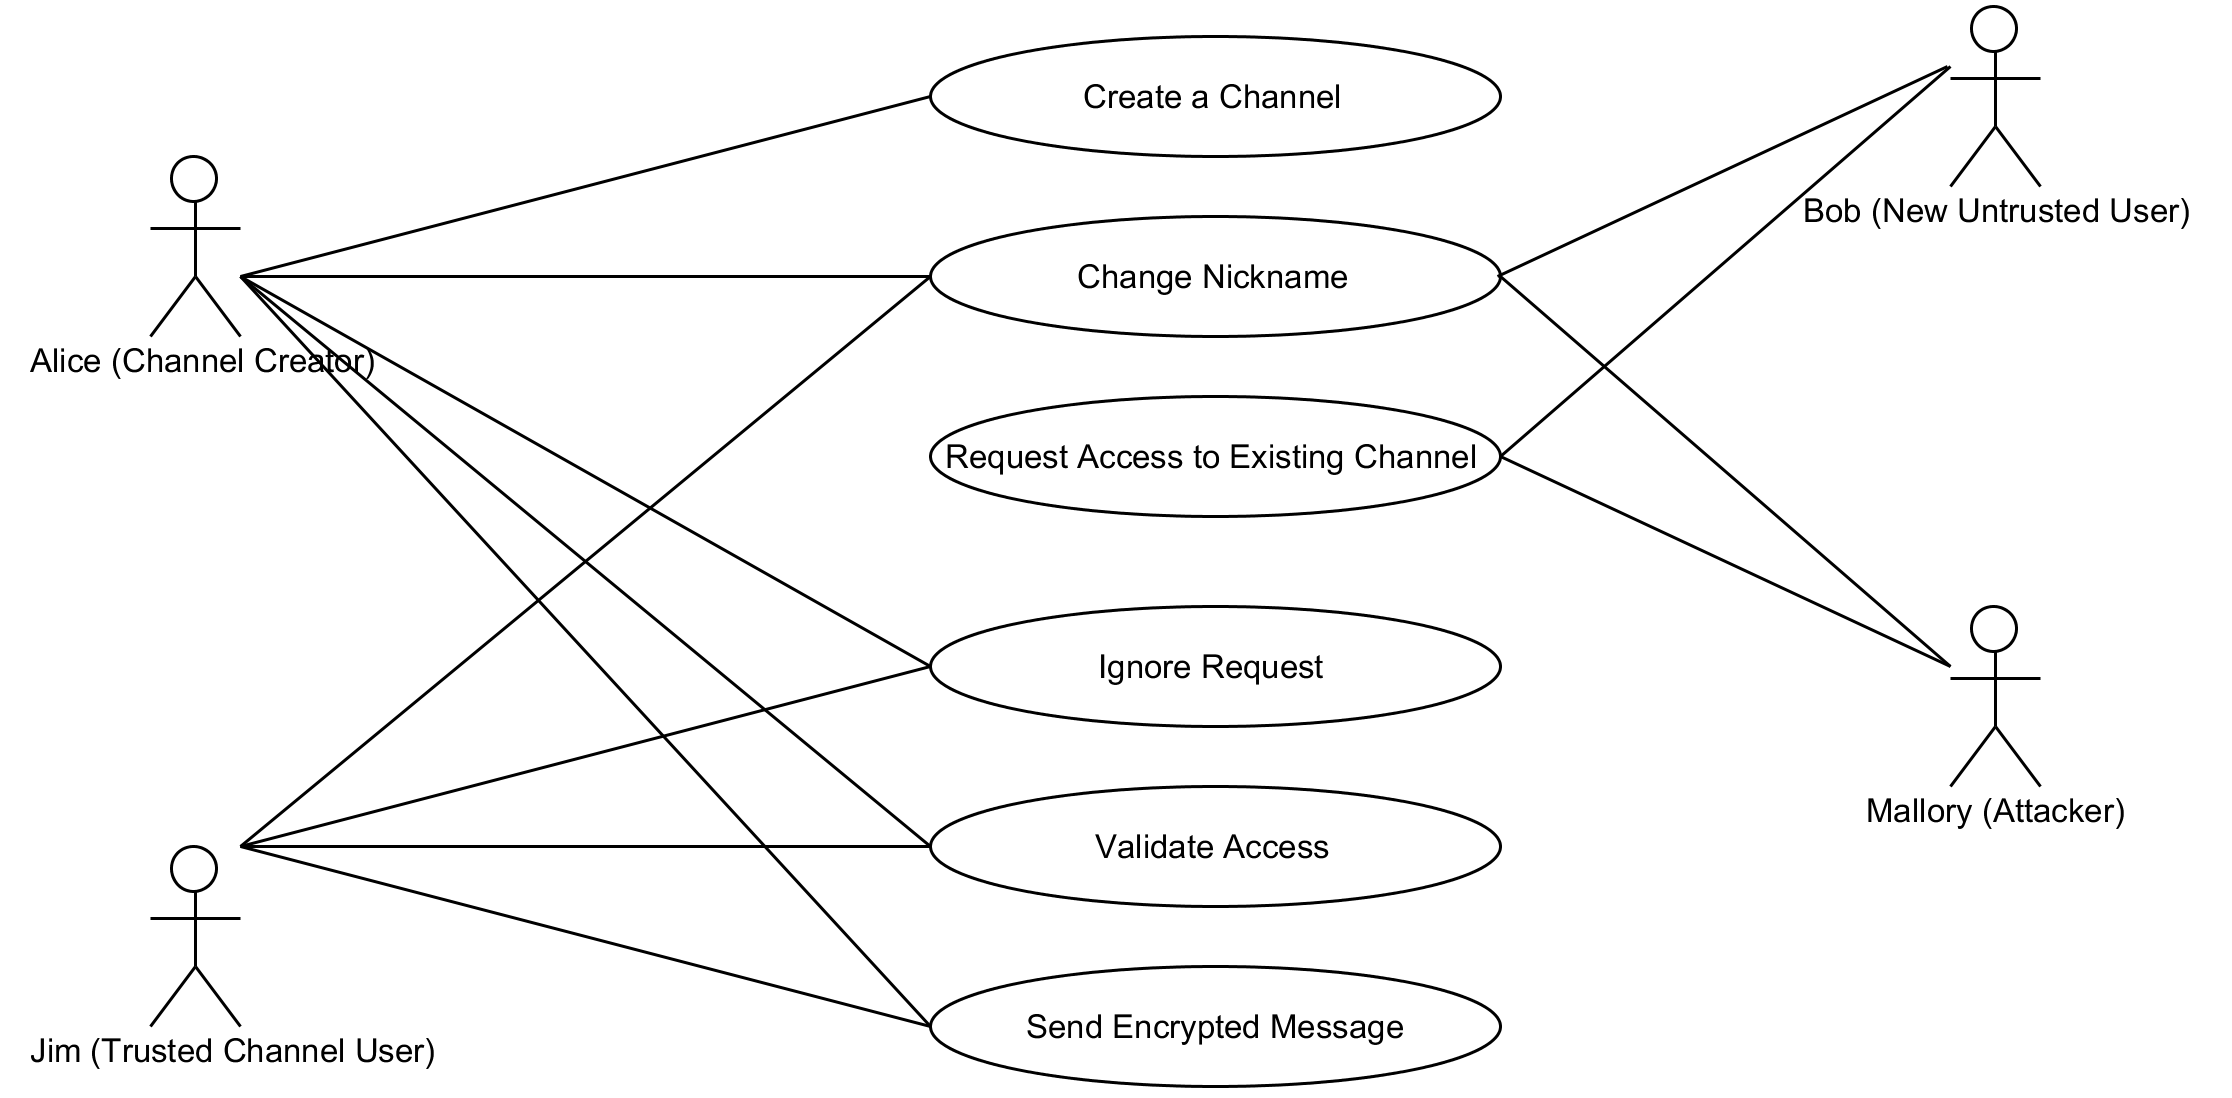 Create a Channel
Bob (New Untrusted User)
Change Nickname
Alice (Channel Creator)
Request Access to Existing Channel
Ignore Request
Mallory (Attacker)
Validate Access
Send Encrypted Message
Jim (Trusted Channel User)